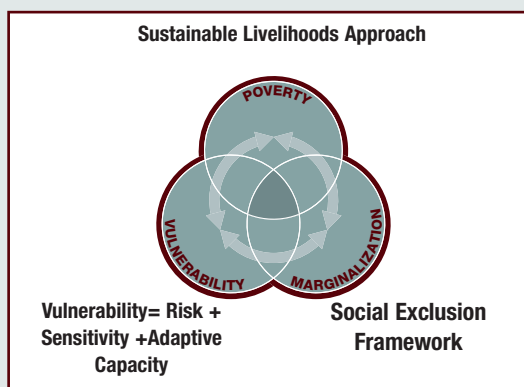 Sustainable Livelihoods Approach
POVERTY
VULNERABILITY
MARGINALIZATION
Vulnerability= Risk +
Sensitivity +Adaptive
Capacity
Social Exclusion
Framework